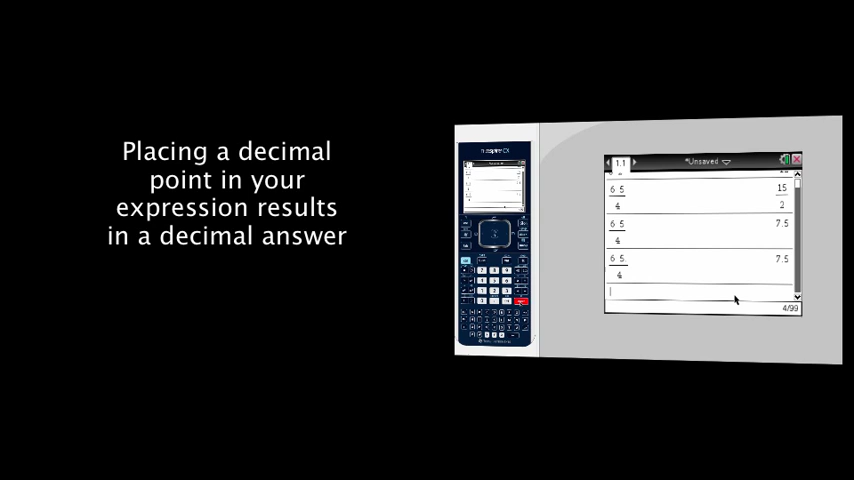 Placing a decimal
point in your
expression results
in a decimal answer
1.1
*Unsaved
6 5
4
15
2
6 5
4
7.5
6 5
4
7.5
4/99